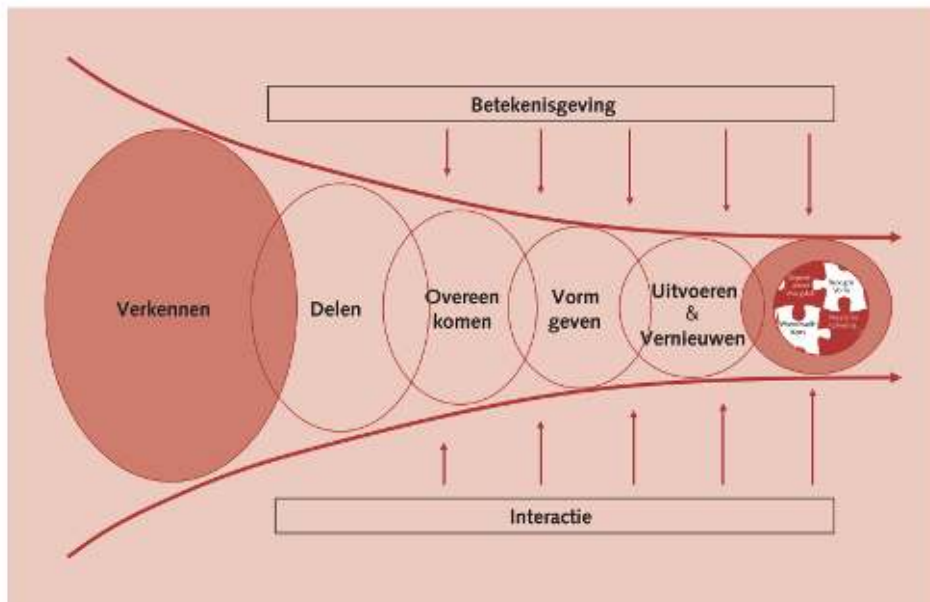 Betekenisgeving
Verkennen
Delen
Overeen
komen
Vorm
geven
Uitvoeren
&
Vernieuwen
Interactie